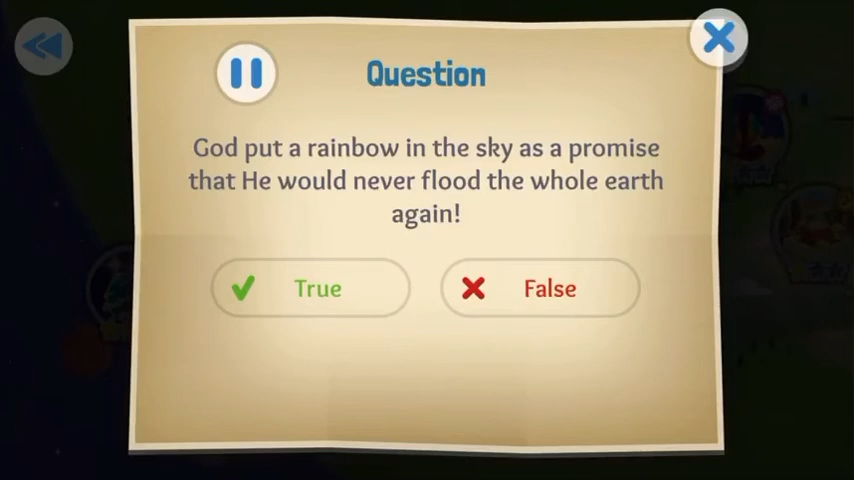 Question
God put a rainbow in the sky as a promise
that He would never flood the whole earth
again!
True
False